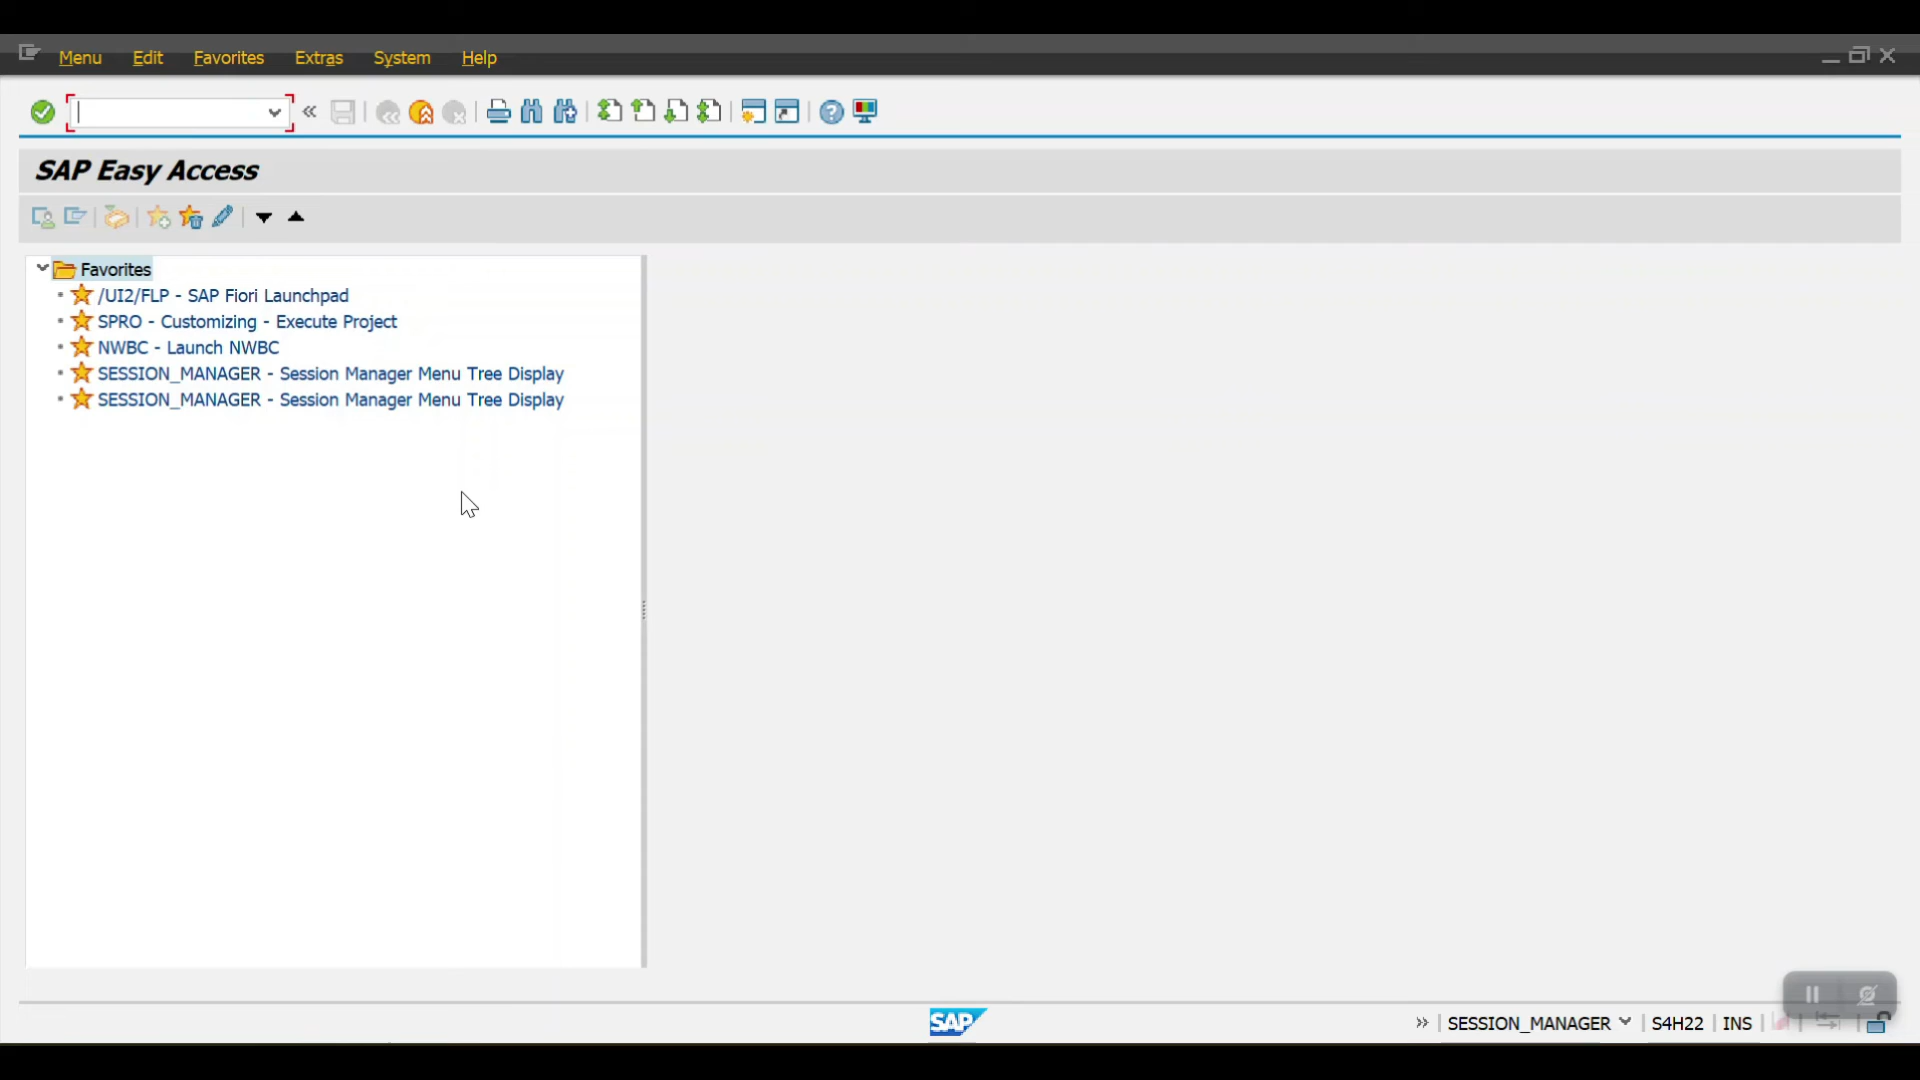 Menu Edit Favorites Extras System Help
SAP Easy Access
Favorites
/UI2/FLP - SAP Fiori Launchpad
SPRO - Customizing - Execute Project
NWBC - Launch NWBC
SESSION_MANAGER - Session Manager Menu Tree Display
SESSION_MANAGER - Session Manager Menu Tree Display
SAP
SESSION_MANAGER S4H22 INS